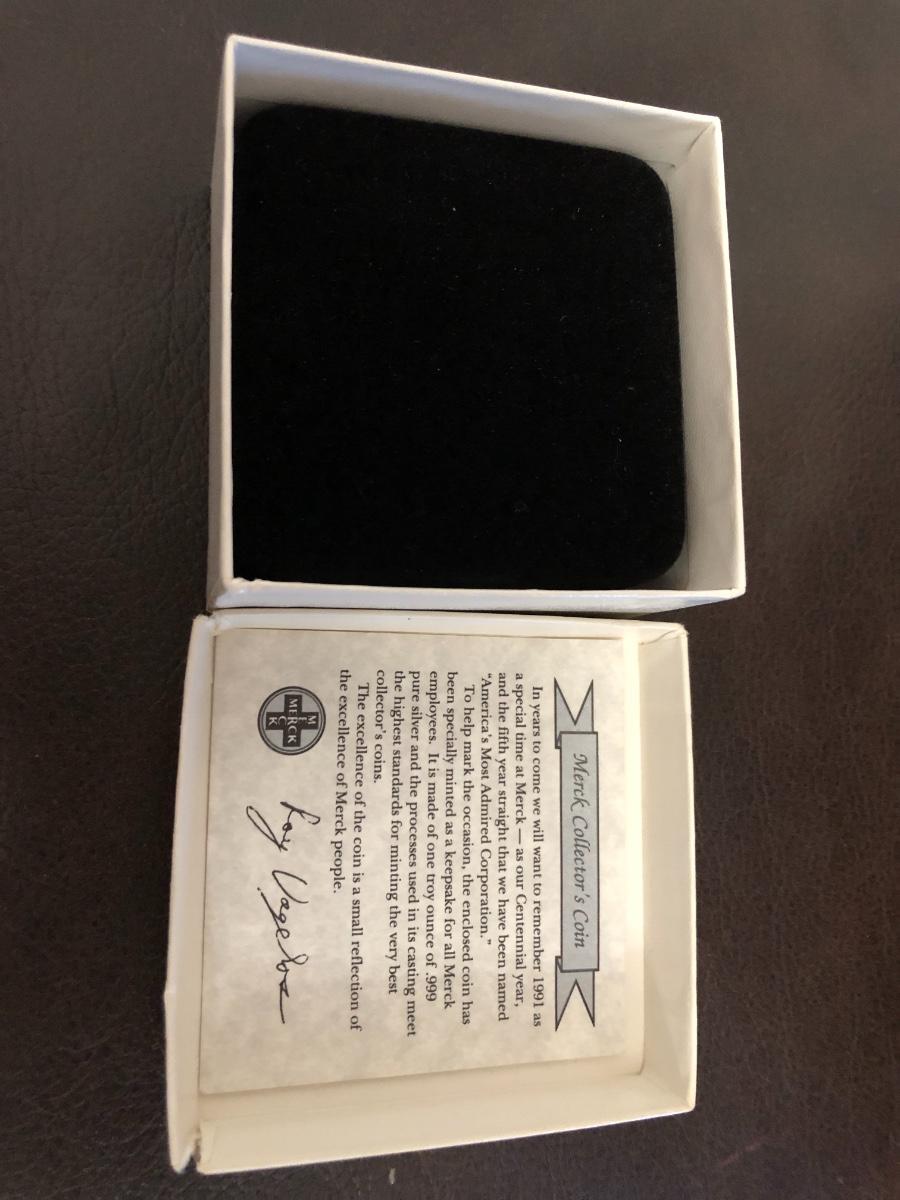 Merck Collector's Coin
In years to come we will want to remember 1991 as
a special time at Merck — as our Centennial year,
and the fifth year straight that we have been named
"America's Most Admired Corporation."
To help mark the occasion, the enclosed coin has
been specially minted as a keepsake for all Merck
employees. It is made of one troy ounce of .999
pure silver and the processes used in its casting meet
the highest standards for minting the very best
collector's coins.
The excellence of the coin is a small reflection of
the excellence of Merck people.
M
E
MERCK
C
K
Roy Vagelos